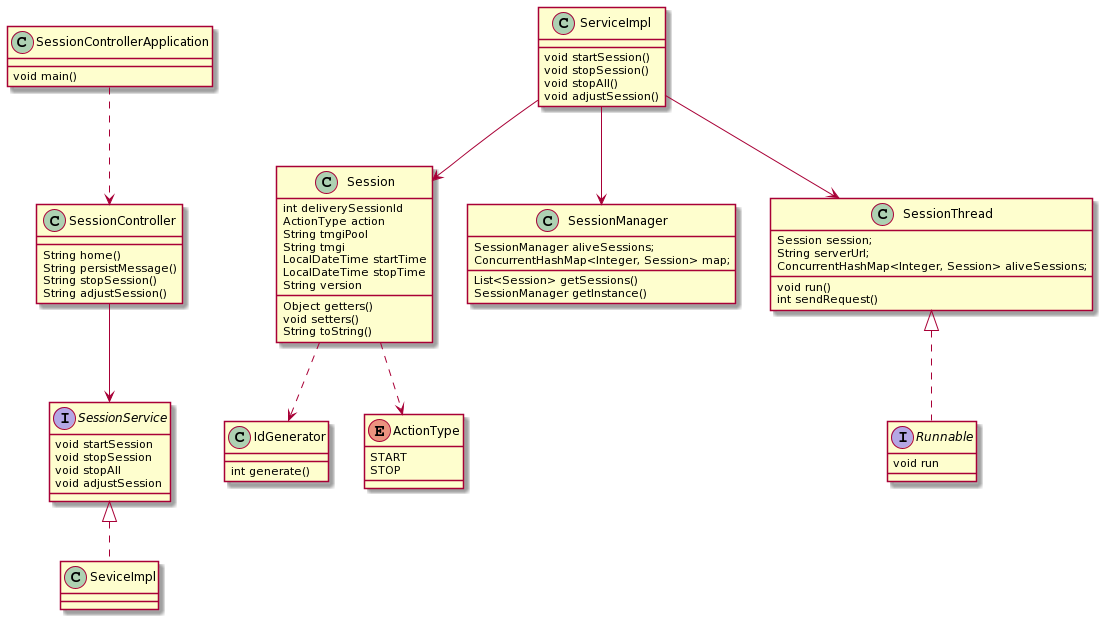 C SessionControllerApplication
void main()
C ServiceImpl
void startSession()
void stopSession()
void stopAll()
void adjustSession()
C Session
int deliverySessionId
ActionType action
String tmgiPool
String tmgi
LocalDateTime startTime
LocalDateTime stopTime
String version
Object getters()
void setters()
String toString()
C SessionManager
SessionManager aliveSessions;
ConcurrentHashMap<Integer, Session> map;
List<Session> getSessions()
SessionManager getInstance()
C SessionThread
Session session;
String serverUrl;
ConcurrentHashMap<Integer, Session> aliveSessions;
void run()
int sendRequest()
C SessionController
String home()
String persistMessage()
String stopSession()
String adjustSession()
I SessionService
void startSession
void stopSession
void stopAll
void adjustSession
C IdGenerator
int generate()
E ActionType
START
STOP
I Runnable
void run
C SeviceImpl